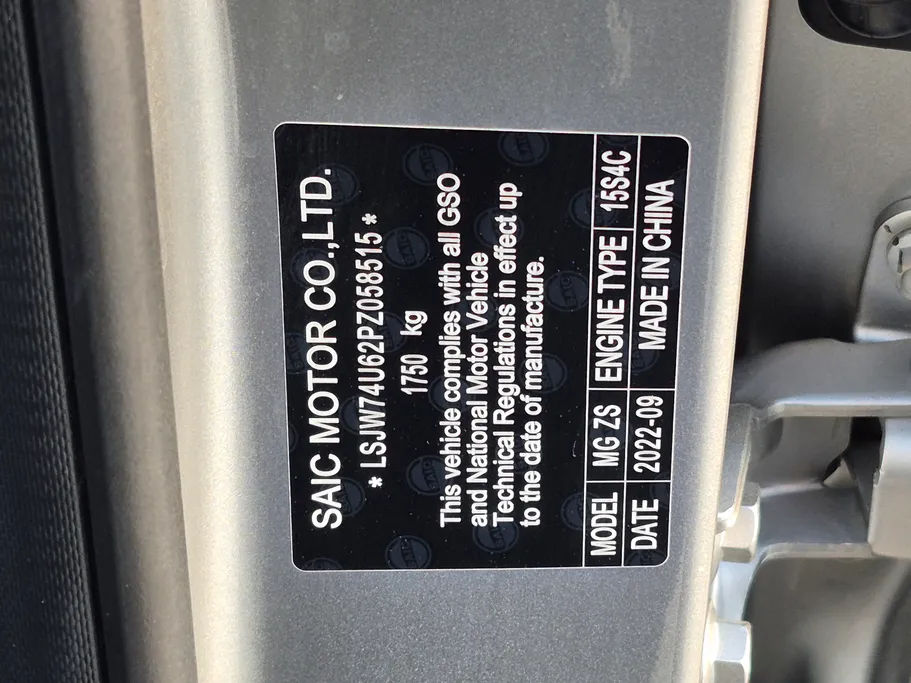 SAIC MOTOR CO.,LTD.
* LSJW74U62PZ058515 *
1750 kg
This vehicle complies with all GSO
and National Motor Vehicle
Technical Regulations in effect up
to the date of manufacture.
MODEL MG ZS ENGINE TYPE 15S4C
DATE 2022-09 MADE IN CHINA